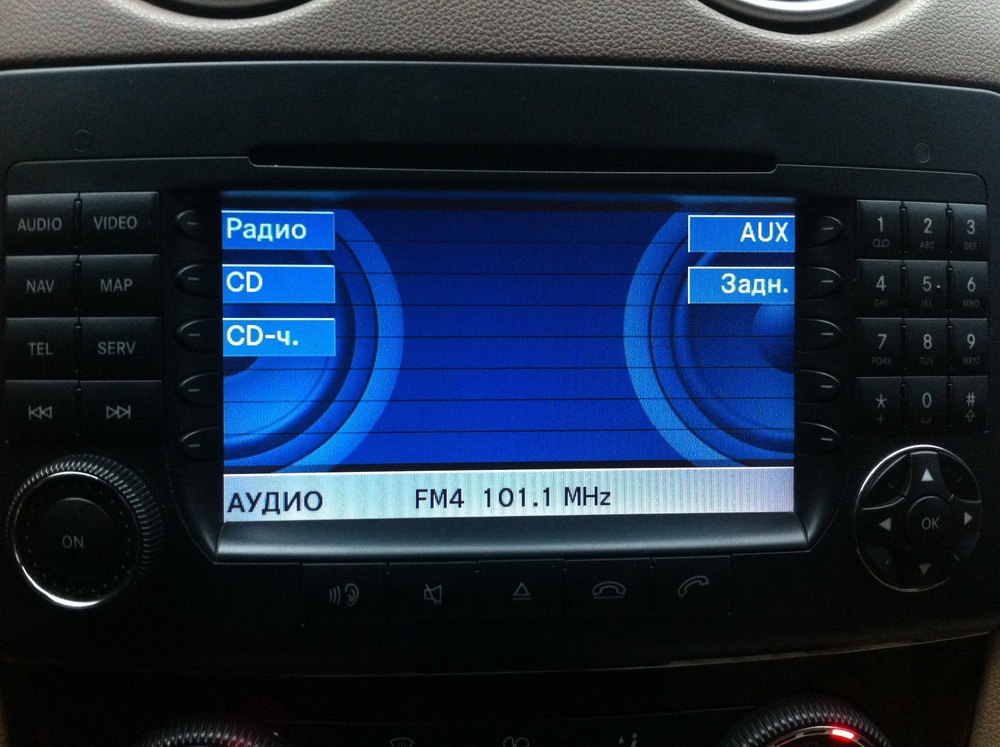 AUDIO VIDEO
NAV MAP
TEL SERV
ON
Радио
CD
CD-ч.
AUX
Задн.
АУДИО FM4 101.1 MHz
1 2 3
ABC DEF
4 5 6
GHI JKL MNO
7 8 9
PQRS TUV WXYZ
* 0 #
+
OK